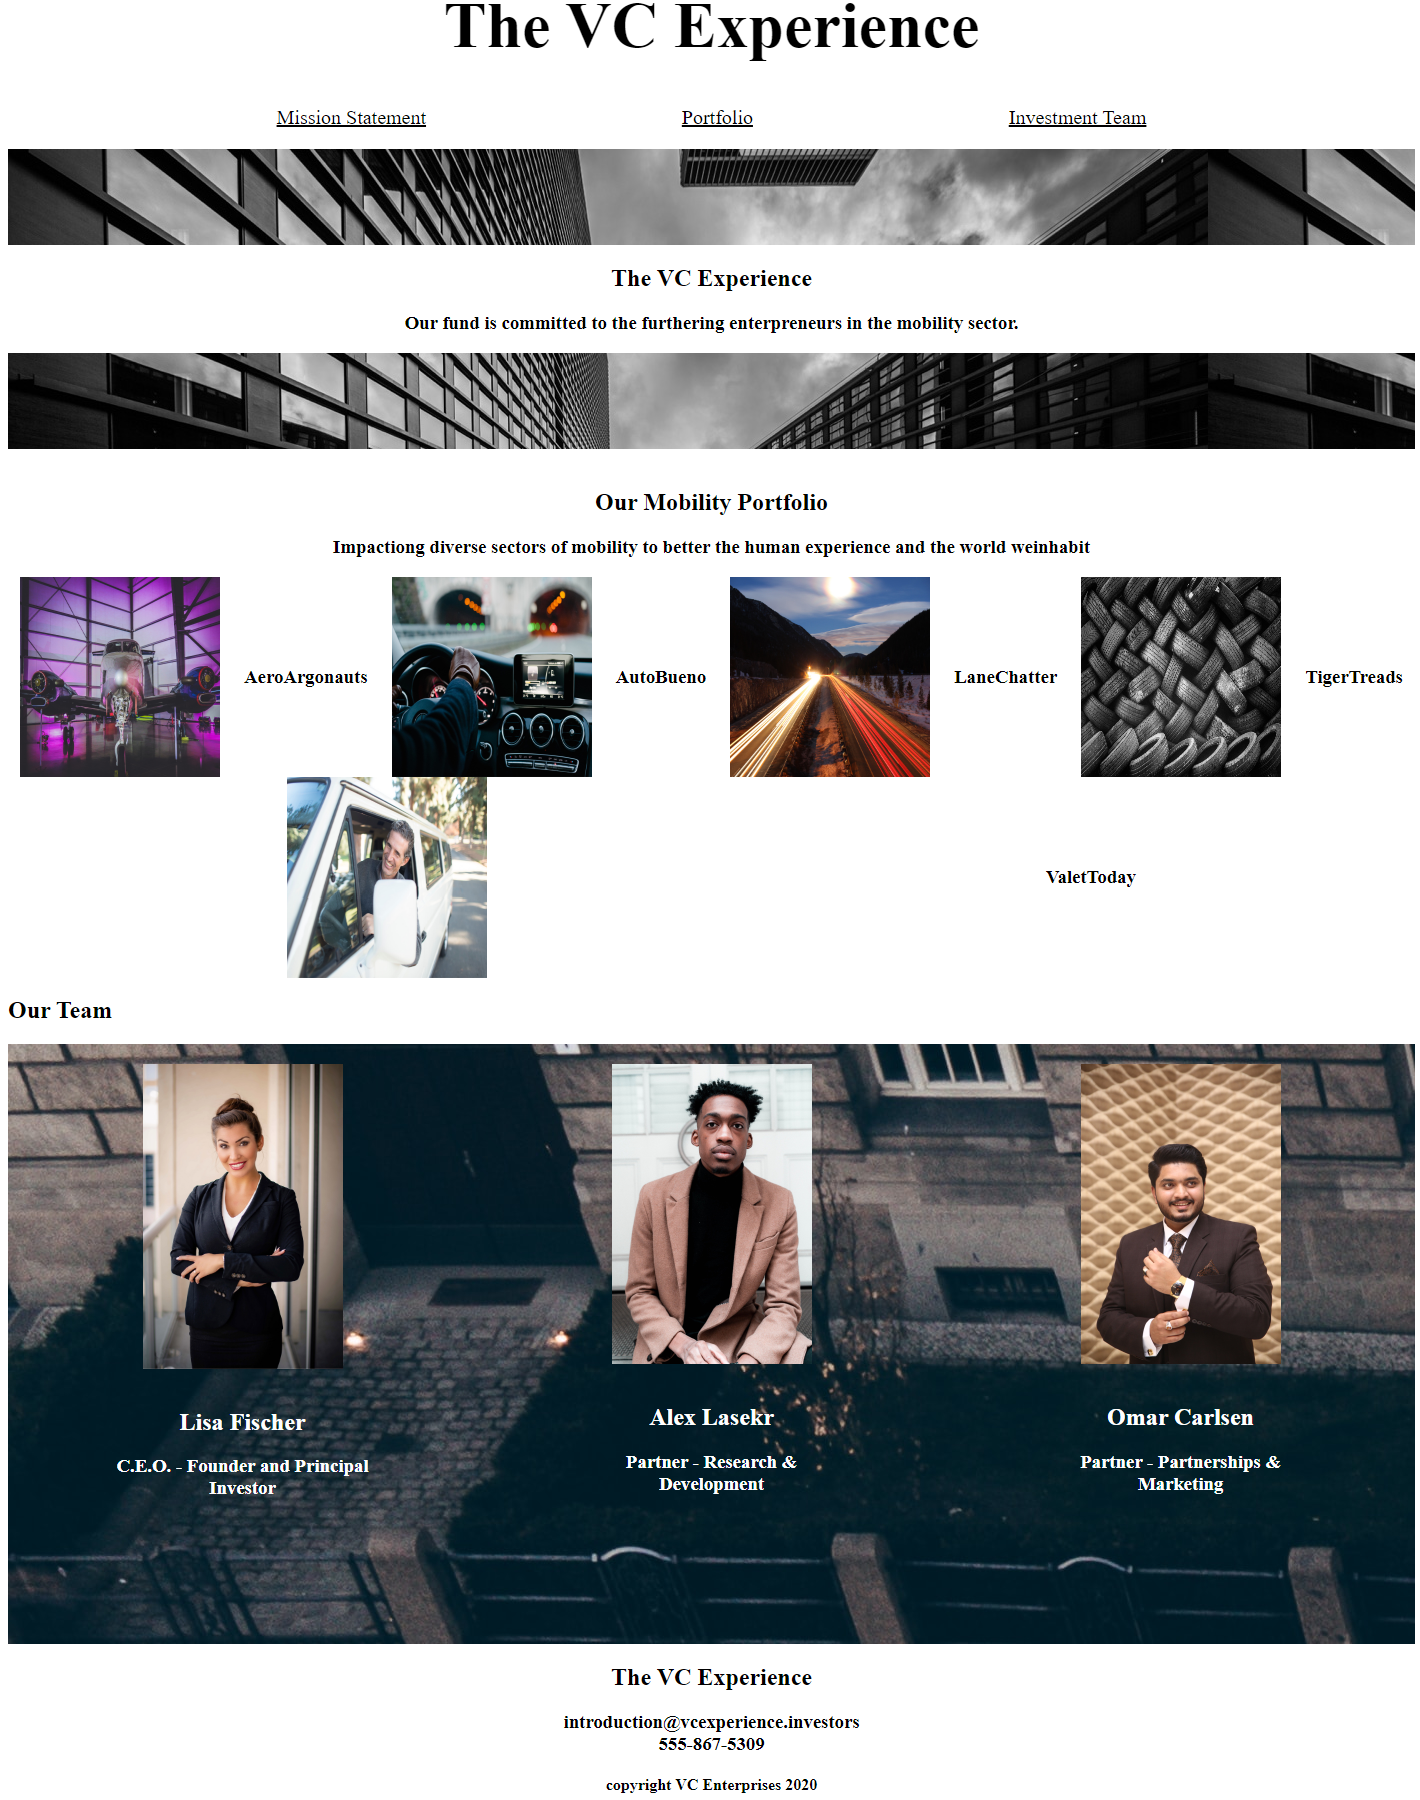 The VC Experience
Mission Statement
Portfolio
Investment Team
The VC Experience
Our fund is committed to the furthering enterpreneurs in the mobility sector.
Our Mobility Portfolio
Impactiong diverse sectors of mobility to better the human experience and the world weinhabit
AeroArgonauts
AutoBueno
LaneChatter
TigerTreads
ValetToday
Our Team
Lisa Fischer
C.E.O. - Founder and Principal
Investor
Alex Lasekr
Partner - Research &
Development
Omar Carlsen
Partner - Partnerships &
Marketing
The VC Experience
introduction@vcexperience.investors
555-867-5309
copyright VC Enterprises 2020